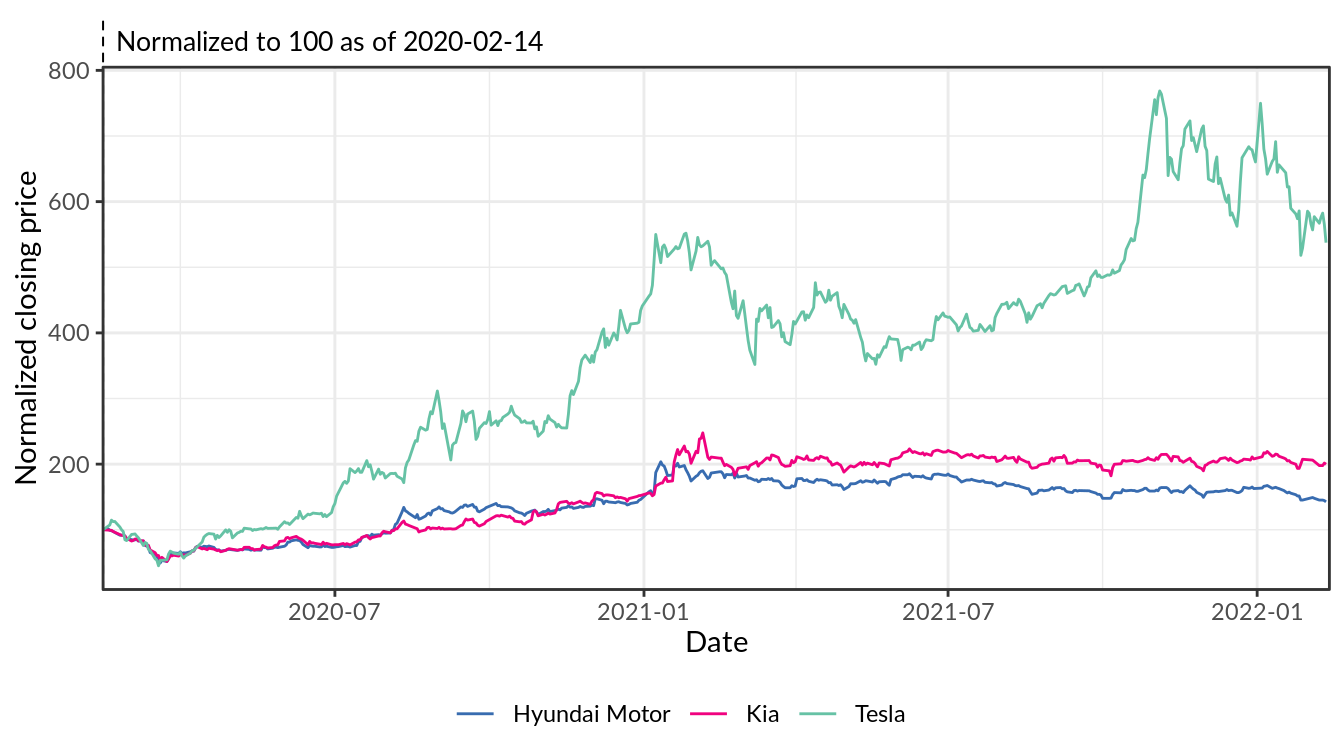 Normalized to 100 as of 2020-02-14
800
600
400
200
Normalized closing price
2020-07
2021-01
2021-07
2022-01
Date
Hyundai Motor
Kia
Tesla